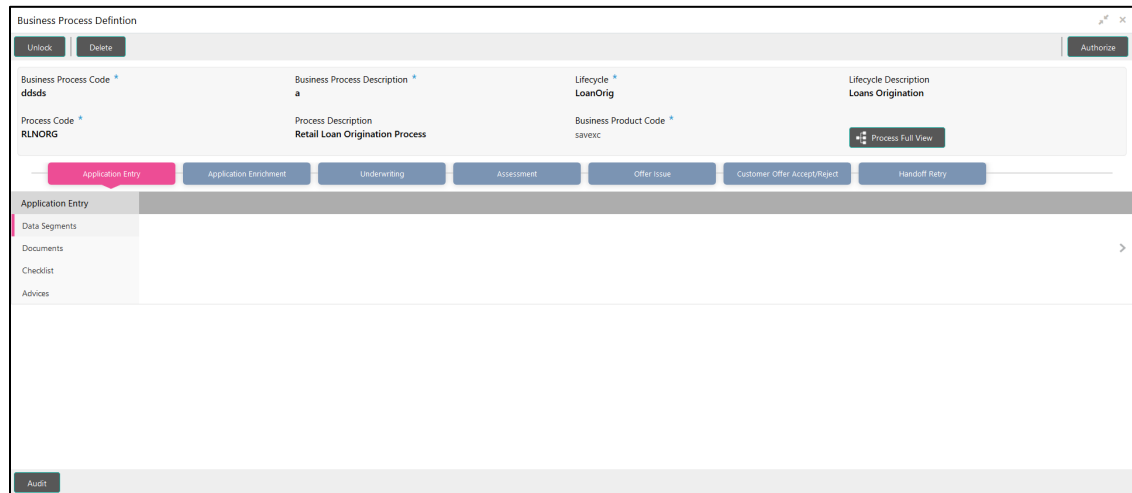 Business Process Defintion
Unlock Delete Authorize
Business Process Code * Business Process Description * Lifecycle * Lifecycle Description
ddsds a LoanOrig Loans Origination
Process Code * Process Description Business Product Code *
RLNORG Retail Loan Origination Process savexc Process Full View
Application Entry Application Enrichment Underwriting Assessment Offer Issue Customer Offer Accept/Reject Handoff Retry
Application Entry
Data Segments
Documents
Checklist
Advices
Audit